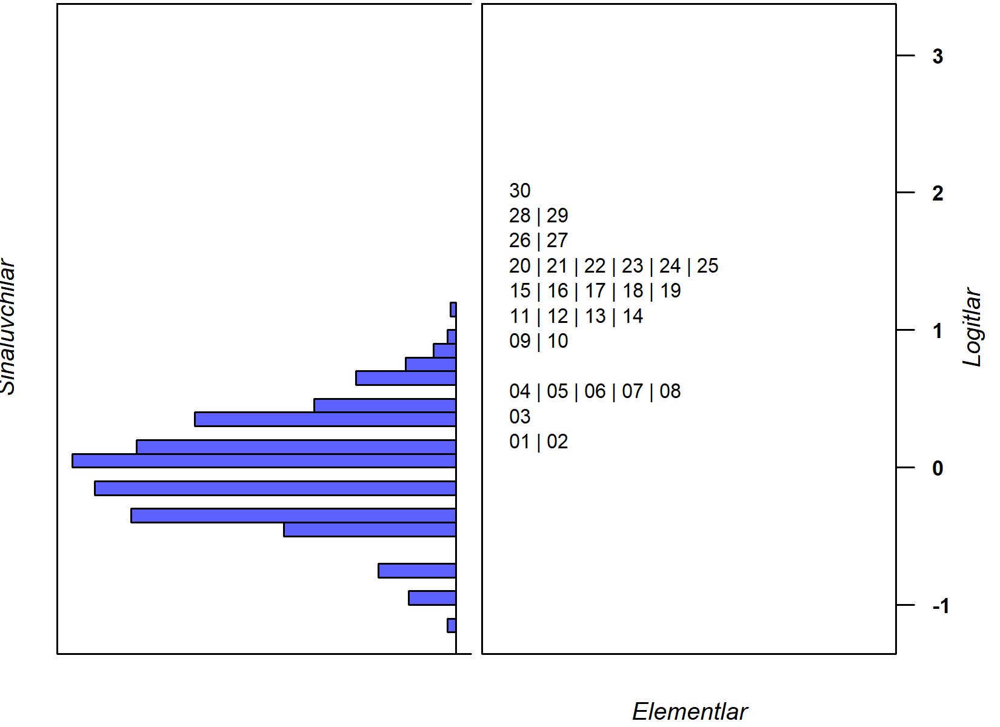 Sinaluvchilar
30
28 | 29
26 | 27
20 | 21 | 22 | 23 | 24 | 25
15 | 16 | 17 | 18 | 19
11 | 12 | 13 | 14
09 | 10
04 | 05 | 06 | 07 | 08
03
01 | 02
3
2
1
0
-1
Logitlar
Elementlar